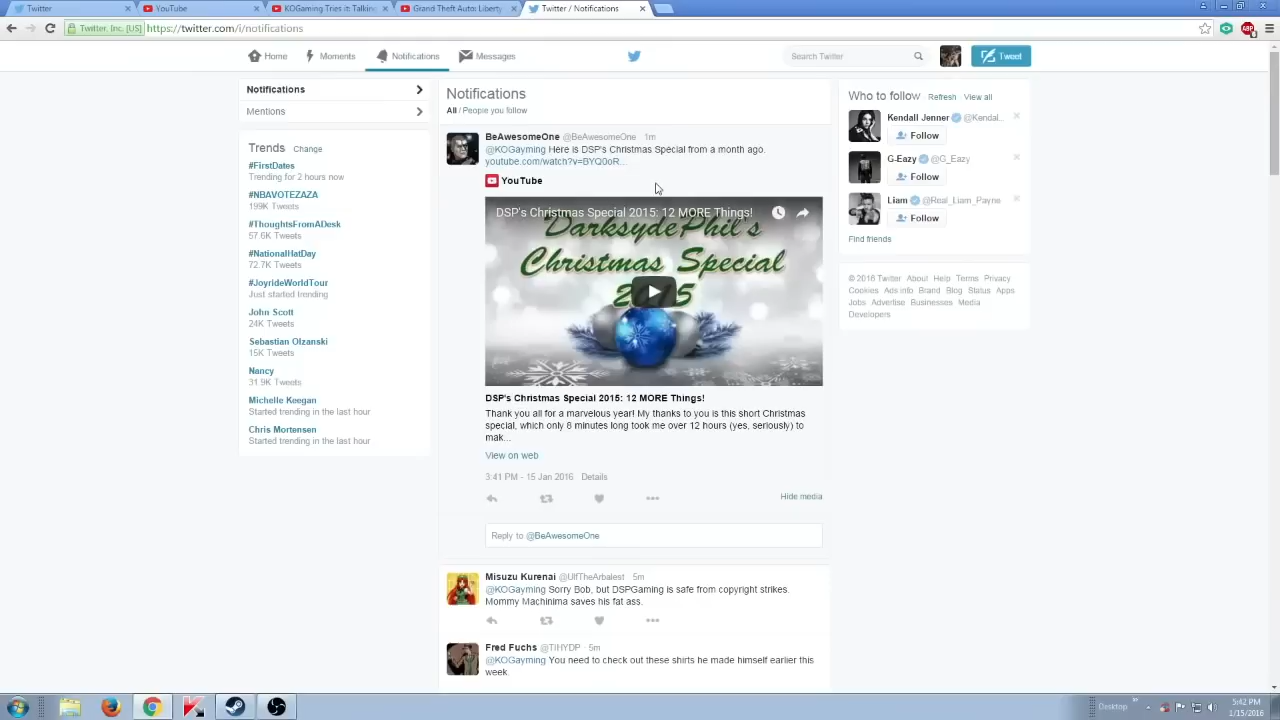 Twitter
YouTube
KOGaming Tries it Talkin
Grand Theft Auto: Libert
Twitter / Notifications
Twitter, Inc. [US]
https://twitter.com/i/notifications
Home
Moments
Notifications
Messages
Search Twitter
Tweet
Notifications
Mentions
Trends Change
#FirstDates
Trending for 2 hours now
#NBAVOTEZAZA
199K Tweets
#ThoughtsFromADesk
57.6K Tweets
#NationalHatDay
72.7K Tweets
#JoyrideWorldTour
Just started trending
John Scott
24K Tweets
Sebastian Olzanski
15K Tweets
Nancy
31.9K Tweets
Michelle Keegan
Started trending in the last hour
Chris Mortensen
Started trending in the last hour
Notifications
All / People you follow
BeAwesomeOne @BeAwesomeOne 1m
@KOGayming Here is DSP's Christmas Special from a month ago.
youtube.com/watch?v=BYQ0oR...
YouTube
DSP's Christmas Special 2015: 12 MORE Things!
DarksydePhil's
Christmas Special
2015
DSP's Christmas Special 2015: 12 MORE Things!
Thank you all for a marvelous year! My thanks to you is this short Christmas
special, which only 8 minutes long took me over 12 hours (yes, seriously) to
mak...
View on web
3:41 PM - 15 Jan 2016 Details
Hide media
Reply to @BeAwesomeOne
Misuzu Kurenai @UlfTheArbalest · 5m
@KOGayming Sorry Bob, but DSPGaming is safe from copyright strikes.
Mommy Machinima saves his fat ass.
Fred Fuchs @TIHYDP · 5m
@KOGayming You need to check out these shirts he made himself earlier this
week.
Who to follow Refresh View all
Kendall Jenner @Kendal..
Follow
G-Eazy @G_Eazy
Follow
Liam @Real_Liam_Payne
Follow
Find friends
© 2016 Twitter About Help Terms Privacy
Cookies Ads info Brand Blog Status Apps
Jobs Advertise Businesses Media
Developers
Desktop
5:42 PM
1/15/2016